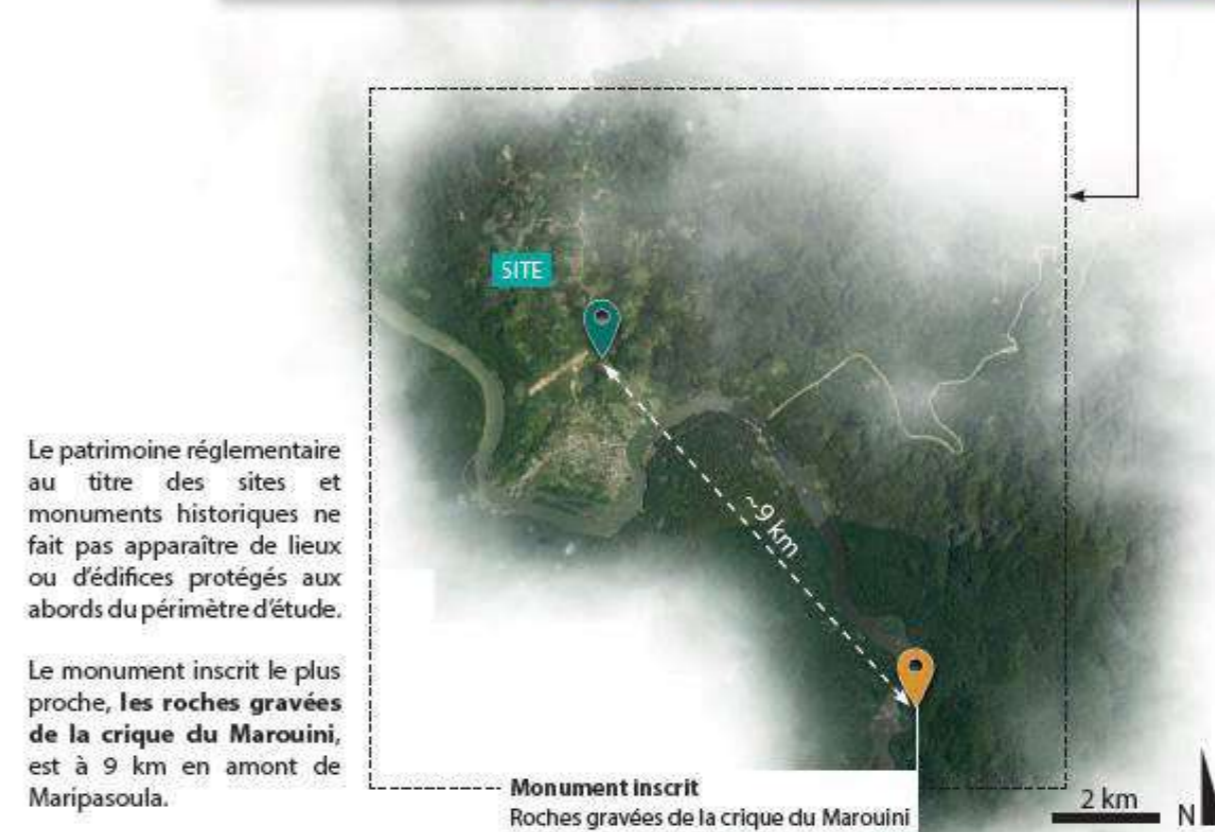 SITE
~9 km
Le patrimoine réglementaire
au titre des sites et
monuments historiques ne
fait pas apparaître de lieux
ou d'édifices protégés aux
abords du périmètre d'étude.
Le monument inscrit le plus
proche, les roches gravées
de la crique du Marouini,
est à 9 km en amont de
Maripasoula.
Monument inscrit
Roches gravées de la crique du Marouini
2 km
N